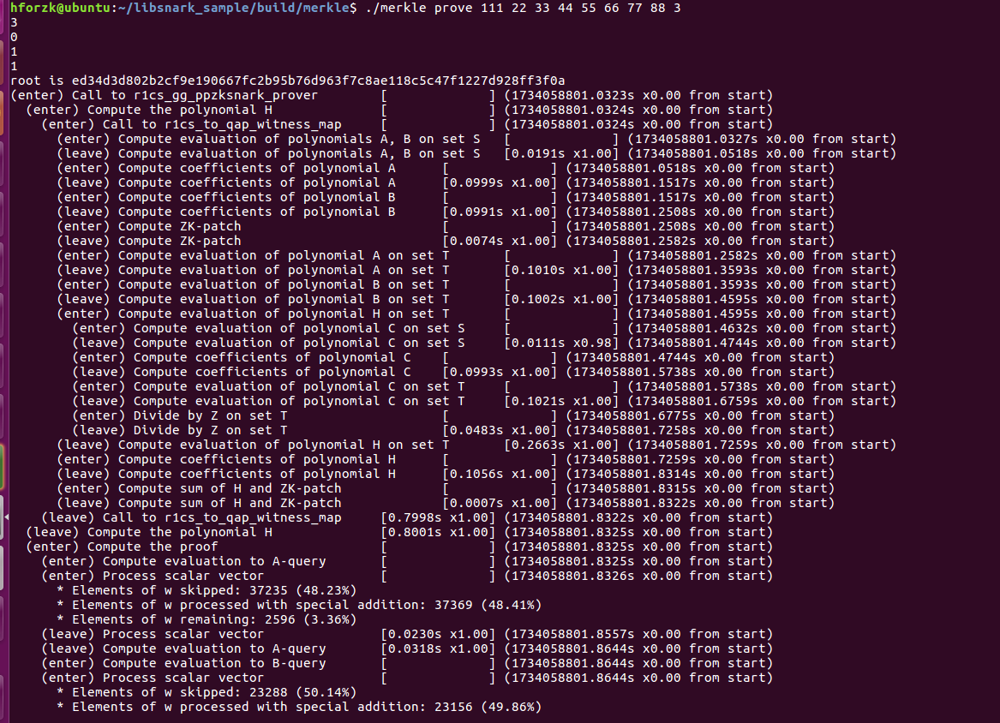 hforzk@ubuntu:~/libsnark_sample/build/merkle$ ./merkle prove 111 22 33 44 55 66 77 88 3
3
0
1
1
root is ed34d3d802b2cf9e190667fc2b95b76d963f7c8ae118c5c47f1227d928ff3f0a
(enter) Call to r1cs_gg_ppzksnark_prover [ ] (1734058801.0323s x0.00 from start)
(enter) Compute the polynomial H [ ] (1734058801.0324s x0.00 from start)
(enter) Call to r1cs_to_qap_witness_map [ ] (1734058801.0324s x0.00 from start)
(enter) Compute evaluation of polynomials A, B on set S [ ] (1734058801.0327s x0.00 from start)
(leave) Compute evaluation of polynomials A, B on set S [0.0191s x1.00] (1734058801.0518s x0.00 from start)
(enter) Compute coefficients of polynomial A [ ] (1734058801.0518s x0.00 from start)
(leave) Compute coefficients of polynomial A [0.0999s x1.00] (1734058801.1517s x0.00 from start)
(enter) Compute coefficients of polynomial B [ ] (1734058801.1517s x0.00 from start)
(leave) Compute coefficients of polynomial B [0.0991s x1.00] (1734058801.2508s x0.00 from start)
(enter) Compute ZK-patch [ ] (1734058801.2508s x0.00 from start)
(leave) Compute ZK-patch [0.0074s x1.00] (1734058801.2582s x0.00 from start)
(enter) Compute evaluation of polynomial A on set T [ ] (1734058801.2582s x0.00 from start)
(leave) Compute evaluation of polynomial A on set T [0.1010s x1.00] (1734058801.3593s x0.00 from start)
(enter) Compute evaluation of polynomial B on set T [ ] (1734058801.3593s x0.00 from start)
(leave) Compute evaluation of polynomial B on set T [0.1002s x1.00] (1734058801.4595s x0.00 from start)
(enter) Compute evaluation of polynomial H on set T [ ] (1734058801.4595s x0.00 from start)
(enter) Compute evaluation of polynomial C on set S [ ] (1734058801.4632s x0.00 from start)
(leave) Compute evaluation of polynomial C on set S [0.0111s x0.98] (1734058801.4744s x0.00 from start)
(enter) Compute coefficients of polynomial C [ ] (1734058801.4744s x0.00 from start)
(leave) Compute coefficients of polynomial C [0.0993s x1.00] (1734058801.5738s x0.00 from start)
(enter) Compute evaluation of polynomial C on set T [ ] (1734058801.5738s x0.00 from start)
(leave) Compute evaluation of polynomial C on set T [0.1021s x1.00] (1734058801.6759s x0.00 from start)
(enter) Divide by Z on set T [ ] (1734058801.6775s x0.00 from start)
(leave) Divide by Z on set T [0.0483s x1.00] (1734058801.7258s x0.00 from start)
(leave) Compute evaluation of polynomial H on set T [0.2663s x1.00] (1734058801.7259s x0.00 from start)
(enter) Compute coefficients of polynomial H [ ] (1734058801.7259s x0.00 from start)
(leave) Compute coefficients of polynomial H [0.1056s x1.00] (1734058801.8314s x0.00 from start)
(enter) Compute sum of H and ZK-patch [ ] (1734058801.8315s x0.00 from start)
(leave) Compute sum of H and ZK-patch [0.0007s x1.00] (1734058801.8322s x0.00 from start)
(leave) Call to r1cs_to_qap_witness_map [0.7998s x1.00] (1734058801.8322s x0.00 from start)
(leave) Compute the polynomial H [0.8001s x1.00] (1734058801.8325s x0.00 from start)
(enter) Compute the proof [ ] (1734058801.8325s x0.00 from start)
(enter) Compute evaluation to A-query [ ] (1734058801.8325s x0.00 from start)
(enter) Process scalar vector [ ] (1734058801.8326s x0.00 from start)
* Elements of w skipped: 37235 (48.23%)
* Elements of w processed with special addition: 37369 (48.41%)
* Elements of w remaining: 2596 (3.36%)
(leave) Process scalar vector [0.0230s x1.00] (1734058801.8557s x0.00 from start)
(leave) Compute evaluation to A-query [0.0318s x1.00] (1734058801.8644s x0.00 from start)
(enter) Compute evaluation to B-query [ ] (1734058801.8644s x0.00 from start)
(enter) Process scalar vector [ ] (1734058801.8644s x0.00 from start)
* Elements of w skipped: 23288 (50.14%)
* Elements of w processed with special addition: 23156 (49.86%)